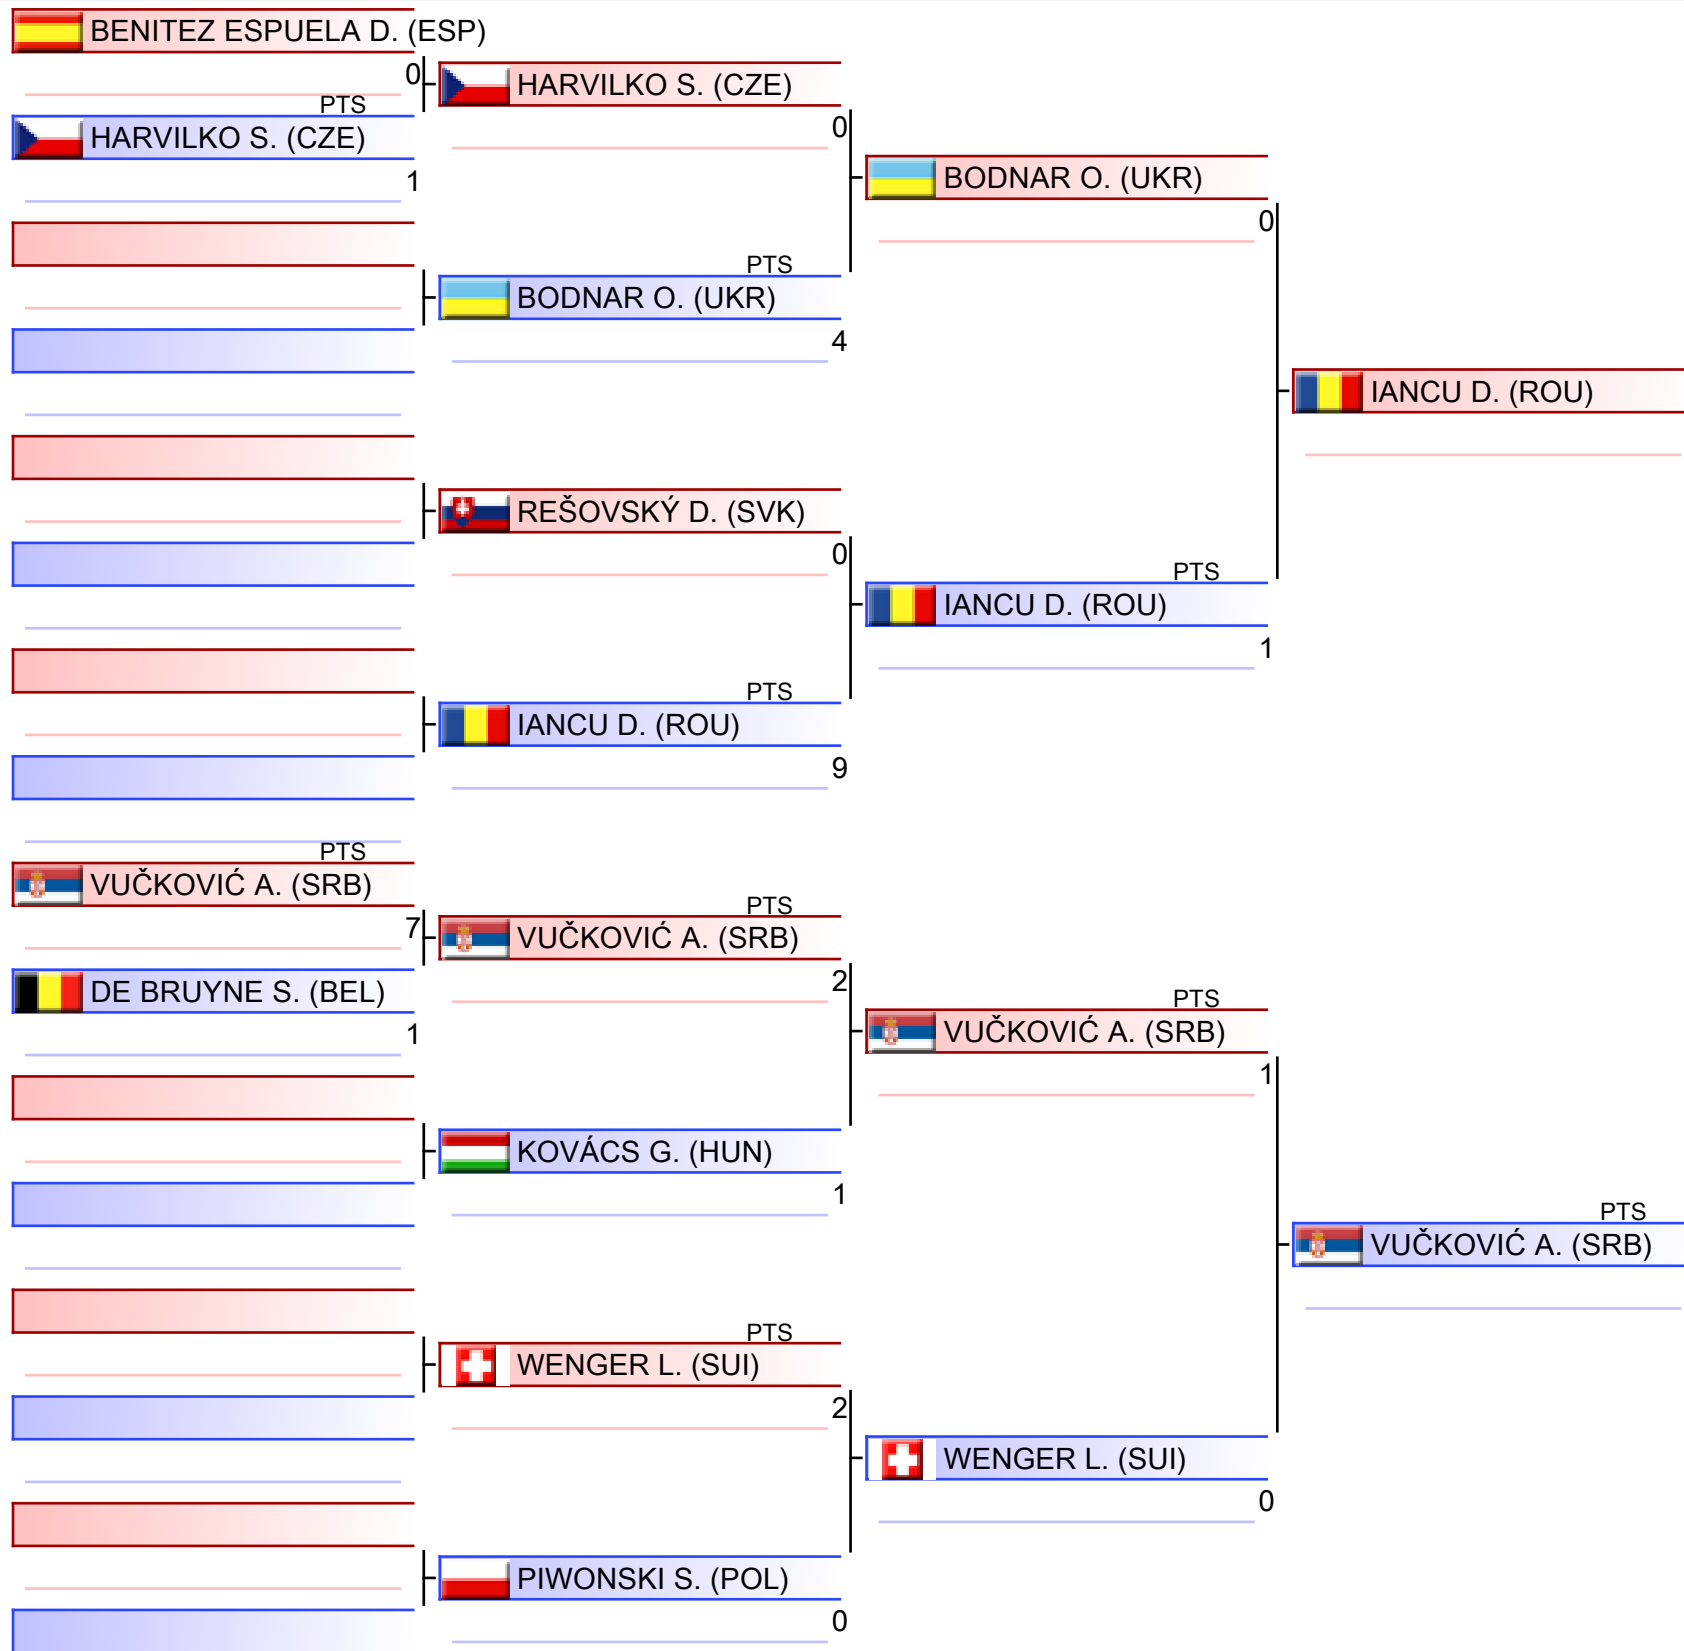 BENITEZ ESPUELA D. (ESP)
0
PTS
HARVILKO S. (CZE)
1
VUČKOVIĆ A. (SRB)
PTS
7
DE BRUYNE S. (BEL)
1
HARVILKO S. (CZE)
0
PTS
BODNAR O. (UKR)
4
REŠOVSKÝ D. (SVK)
0
PTS
IANCU D. (ROU)
9
PTS
VUČKOVIĆ A. (SRB)
2
KOVÁCS G. (HUN)
1
PTS
WENGER L. (SUI)
2
PIWONSKI S. (POL)
0
BODNAR O. (UKR)
0
PTS
IANCU D. (ROU)
1
PTS
VUČKOVIĆ A. (SRB)
1
WENGER L. (SUI)
0
IANCU D. (ROU)
PTS
VUČKOVIĆ A. (SRB)